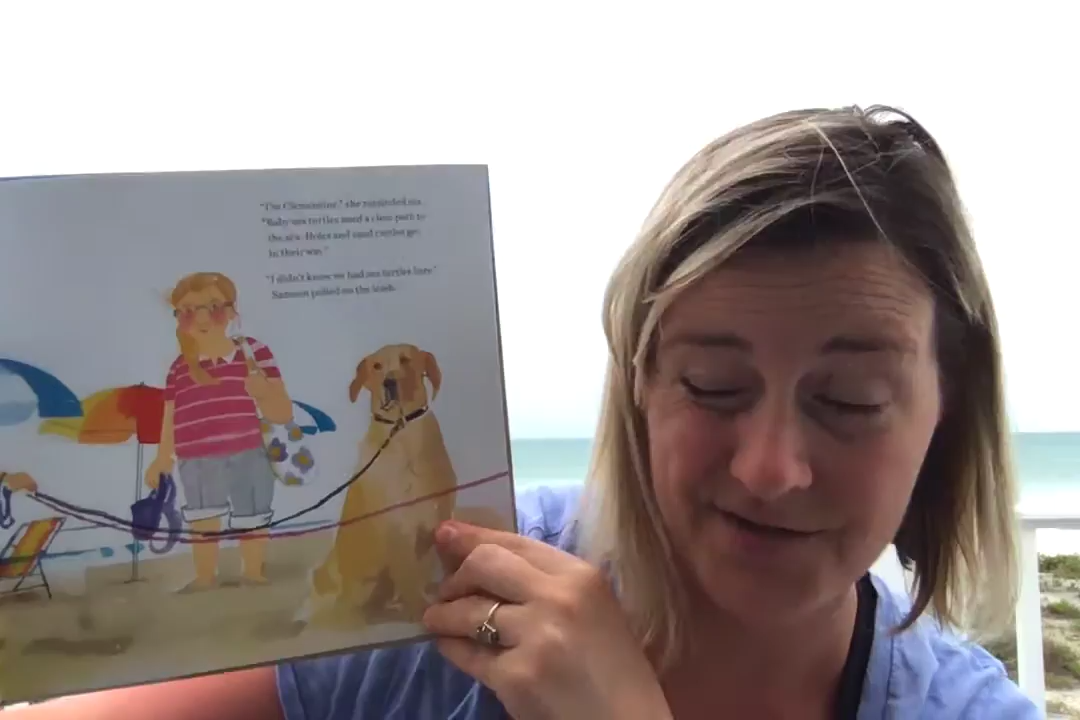 "I'm Clementine," she reminded me.
"Baby sea turtles need a clear path to
the sea. Holes and sand castles get
in their way."
"I didn't know we had sea turtles here."
Samson pulled on the leash.